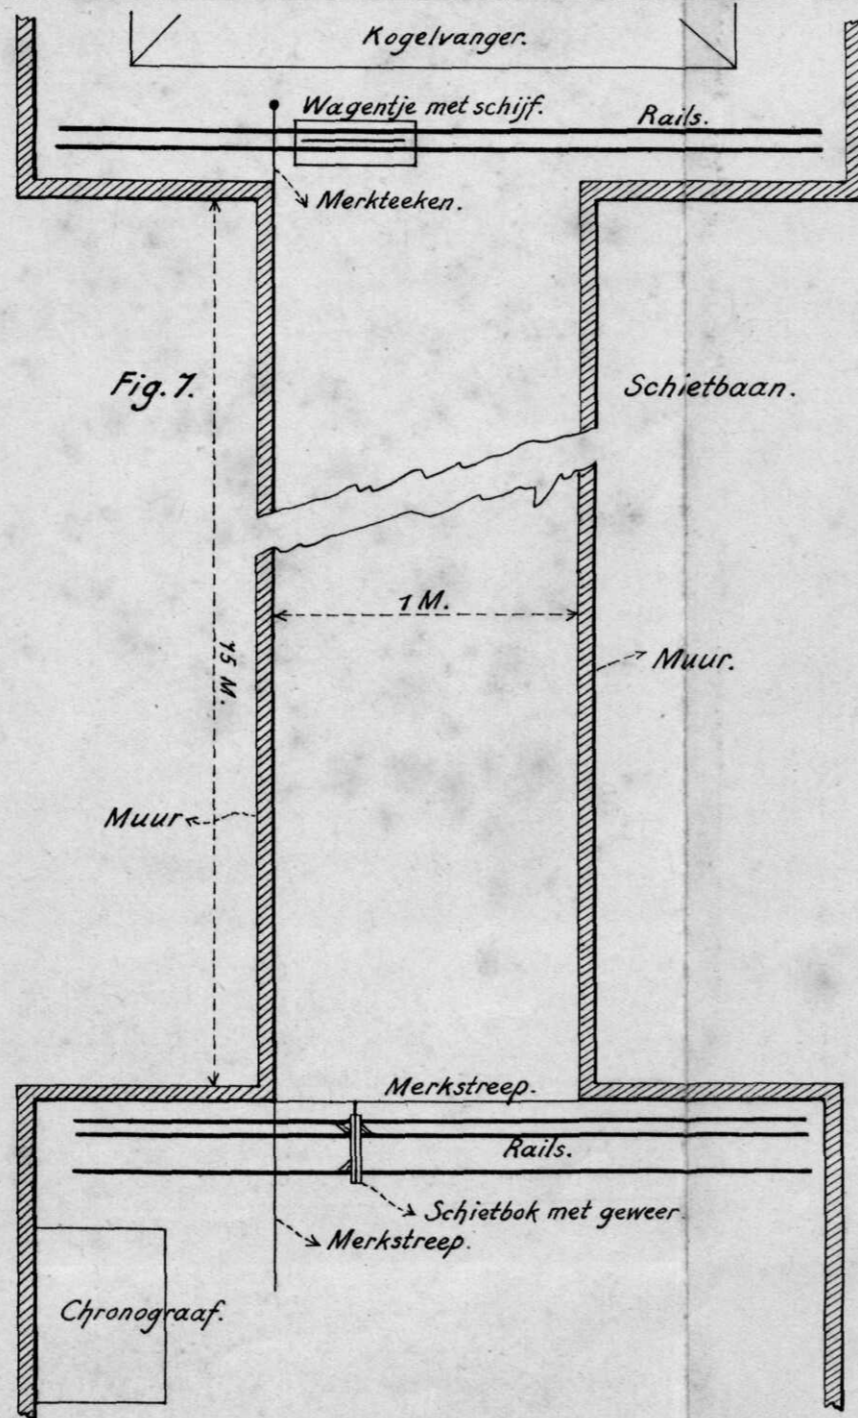 Kogelvanger.
Wagentje met schijf.
Rails.
Merkteeken.
Fig. 7.
Schietbaan.
1 M.
15 M.
Muur.
Muur
Merkstreep.
Rails.
Schietbok met geweer
Merkstreep.
Chronograaf.